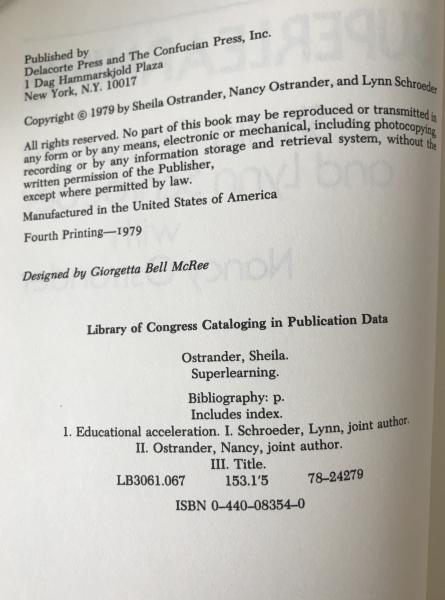 Published by
Delacorte Press and The Confucian Press, Inc.
1 Dag Hammarskjold Plaza
New York, N.Y. 10017
Copyright © 1979 by Sheila Ostrander, Nancy Ostrander, and Lynn Schroeder
All rights reserved. No part of this book may be reproduced or transmitted in
any form or by any means, electronic or mechanical, including photocopying,
recording or by any information storage and retrieval system, without the
written permission of the Publisher,
except where permitted by law.
Manufactured in the United States of America
Fourth Printing—1979
Designed by Giorgetta Bell McRee
Library of Congress Cataloging in Publication Data
Ostrander, Sheila.
Superlearning.
Bibliography: p.
Includes index.
1. Educational acceleration. I. Schroeder, Lynn, joint author.
II. Ostrander, Nancy, joint author.
III. Title.
LB3061.067 153.1'5 78-24279
ISBN 0-440-08354-0